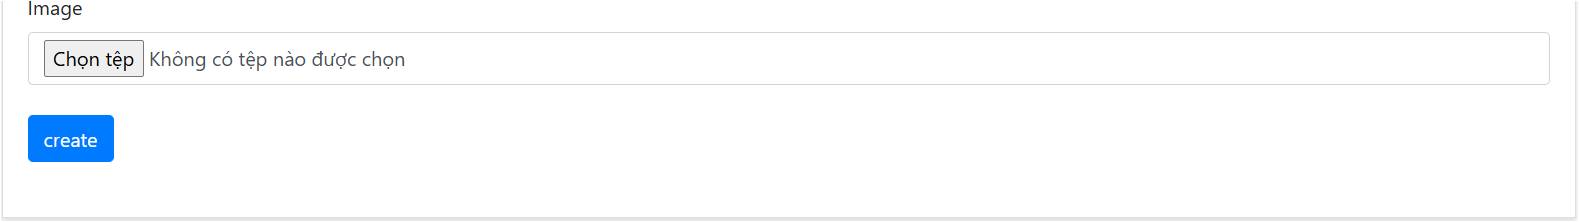 Image
Chọn tệp Không có tệp nào được chọn
create